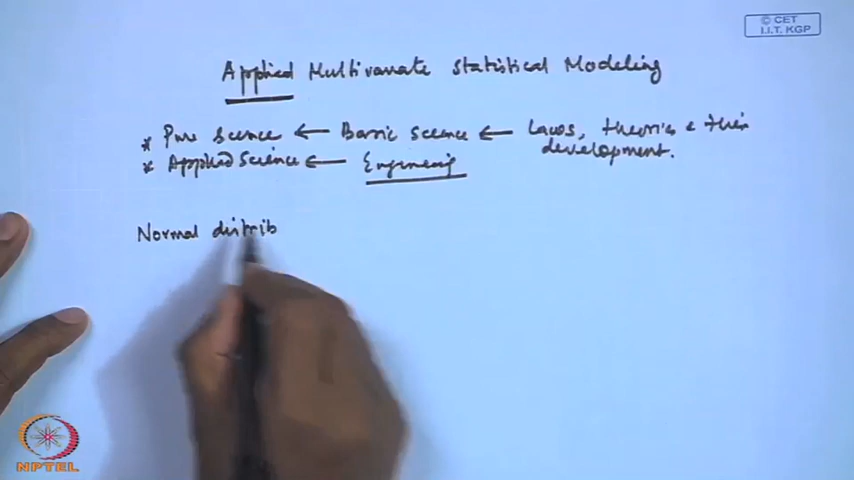 © CET
I.I.T. KGP
Applied Multivariate Statistical Modeling
* Pure science ← Basic science ← Laws, theories & their
development.
* Applied Science ← Engineering
Normal distrib
NPTEL